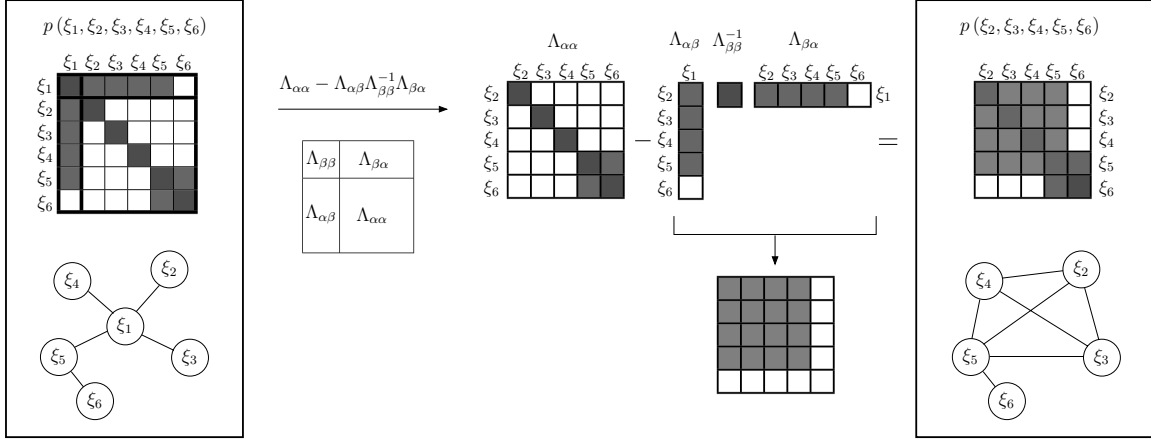 p (ξ₁, ξ₂, ξ₃, ξ₄, ξ₅, ξ₆)
ξ₁ ξ₂ ξ₃ ξ₄ ξ₅ ξ₆
ξ₁
ξ₂
ξ₃
ξ₄
ξ₅
ξ₆
ξ₄
ξ₂
ξ₁
ξ₅
ξ₃
ξ₆
Λαα − Λαβ Λββ⁻¹ Λβα
Λββ Λβα
Λαβ Λαα
Λαα
ξ₂ ξ₃ ξ₄ ξ₅ ξ₆
ξ₂
ξ₃
ξ₄
ξ₅
ξ₆
−
Λαβ
ξ₁
ξ₂
ξ₃
ξ₄
ξ₅
ξ₆
Λββ⁻¹
Λβα
ξ₂ ξ₃ ξ₄ ξ₅ ξ₆
ξ₁
=
p (ξ₂, ξ₃, ξ₄, ξ₅, ξ₆)
ξ₂ ξ₃ ξ₄ ξ₅ ξ₆
ξ₂
ξ₃
ξ₄
ξ₅
ξ₆
ξ₂
ξ₄
ξ₅
ξ₃
ξ₆